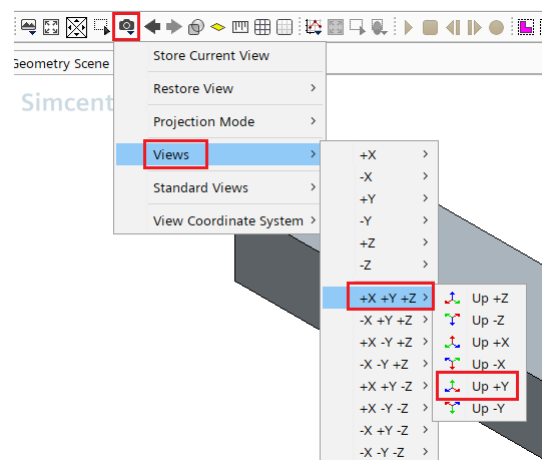 Geometry Scene
Simcent
Store Current View
Restore View >
Projection Mode >
Views >
Standard Views >
View Coordinate System >
+X >
-X >
+Y >
-Y >
+Z >
-Z >
+X +Y +Z >
-X +Y +Z >
+X -Y +Z >
-X -Y +Z >
+X +Y -Z >
+X -Y -Z >
-X +Y -Z >
-X -Y -Z >
Up +Z
Up -Z
Up +X
Up -X
Up +Y
Up -Y